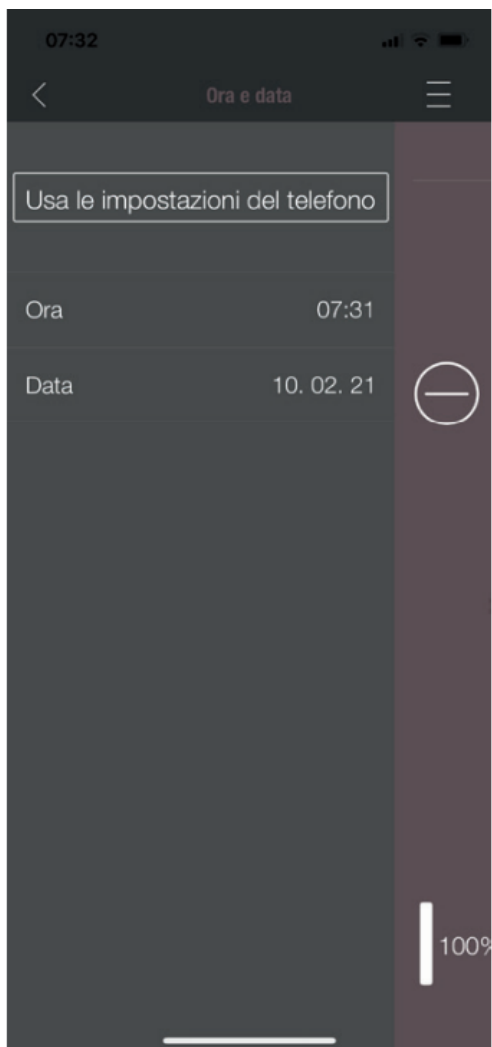 07:32
Ora e data
Usa le impostazioni del telefono
Ora 07:31
Data 10. 02. 21
100%